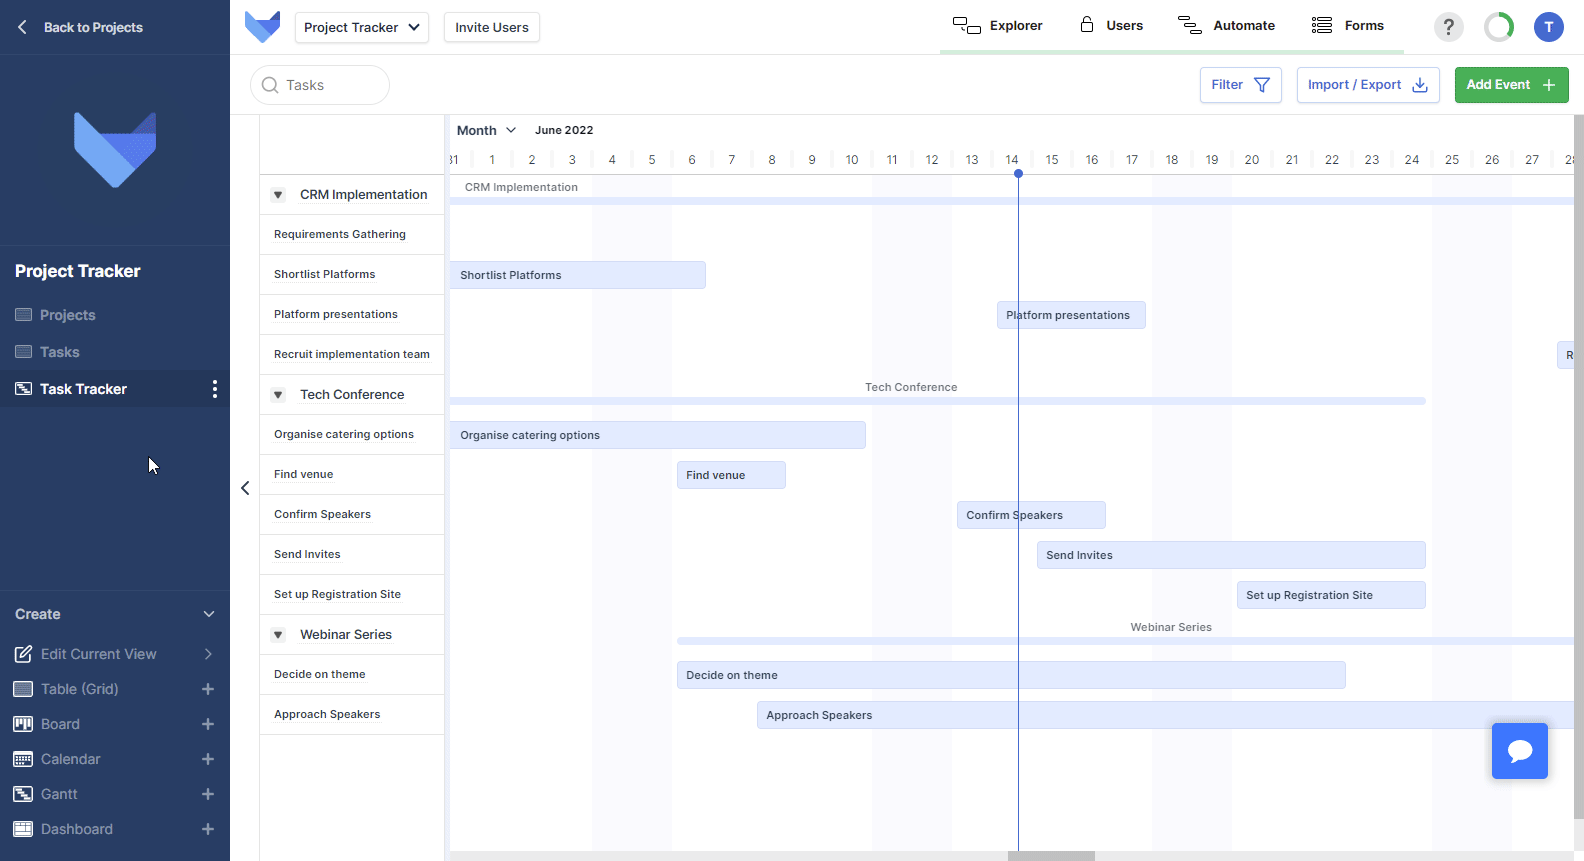 Back to Projects
Project Tracker
Invite Users
Explorer
Users
Automate
Forms
?
T
Tasks
Filter
Import / Export
Add Event
Month
June 2022
31 1 2 3 4 5 6 7 8 9 10 11 12 13 14 15 16 17 18 19 20 21 22 23 24 25 26 27 28
CRM Implementation
CRM Implementation
Requirements Gathering
Shortlist Platforms
Shortlist Platforms
Platform presentations
Platform presentations
Recruit implementation team
R
Tech Conference
Tech Conference
Organise catering options
Organise catering options
Find venue
Find venue
Confirm Speakers
Confirm Speakers
Send Invites
Send Invites
Set up Registration Site
Set up Registration Site
Webinar Series
Webinar Series
Decide on theme
Decide on theme
Approach Speakers
Approach Speakers
Project Tracker
Projects
Tasks
Task Tracker
Create
Edit Current View
Table (Grid)
Board
Calendar
Gantt
Dashboard